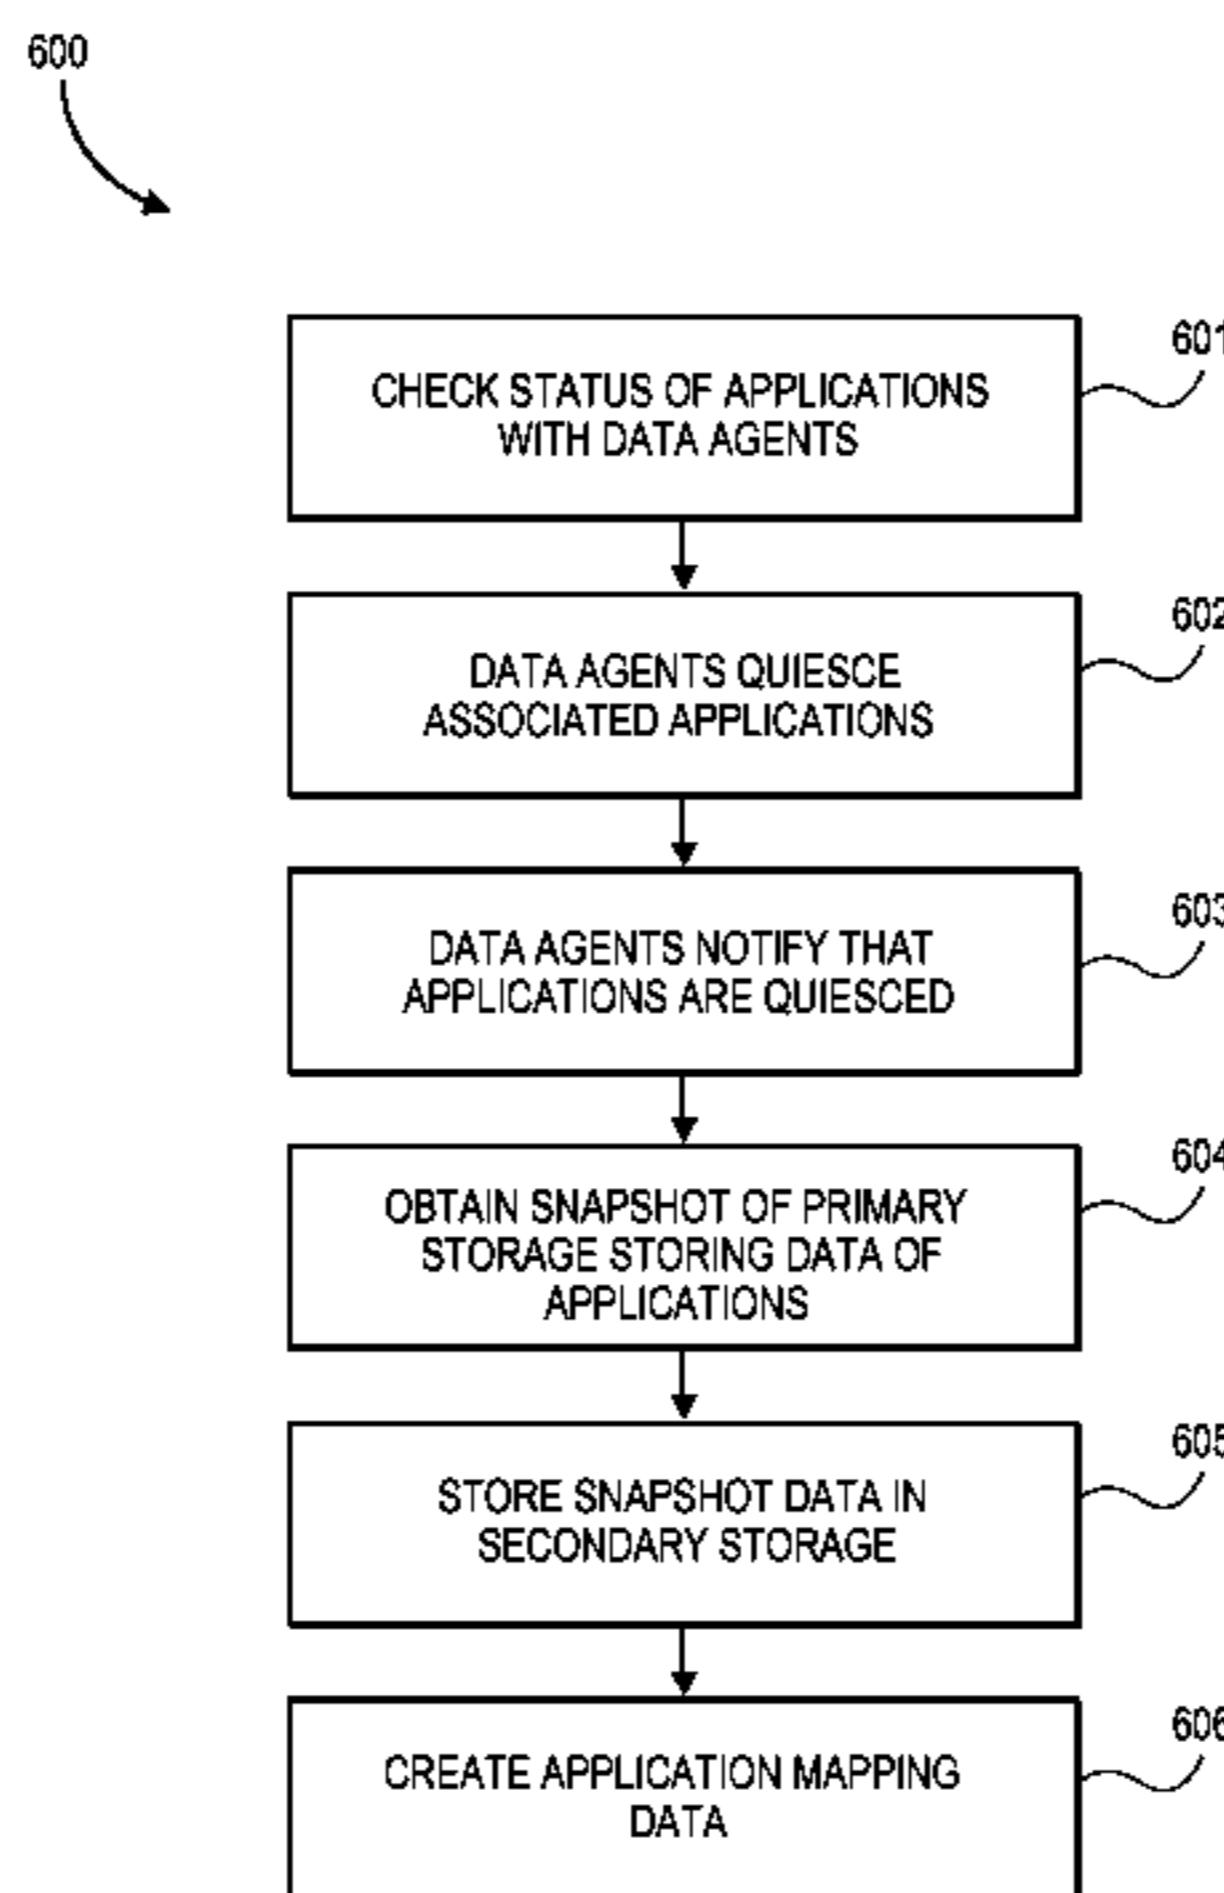 600
CHECK STATUS OF APPLICATIONS
WITH DATA AGENTS
601
DATA AGENTS QUIESCE
ASSOCIATED APPLICATIONS
602
DATA AGENTS NOTIFY THAT
APPLICATIONS ARE QUIESCED
603
OBTAIN SNAPSHOT OF PRIMARY
STORAGE STORING DATA OF
APPLICATIONS
604
STORE SNAPSHOT DATA IN
SECONDARY STORAGE
605
CREATE APPLICATION MAPPING
DATA
606